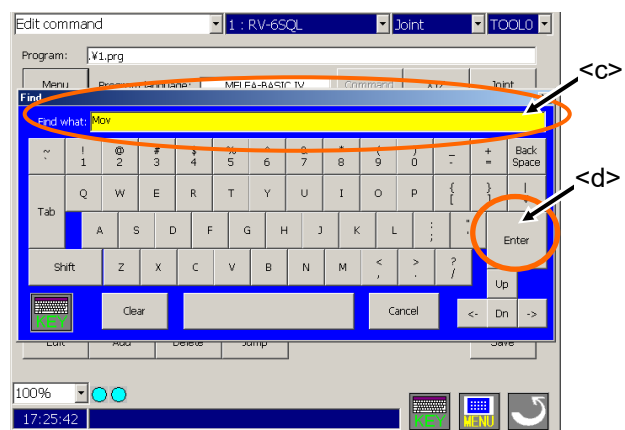 Edit command 1 : RV-6SQL Joint TOOL0
Program: .¥1.prg
<c>
Menu Program language: MELFA-BASIC IV Command XYZ Joint
Find
Find what: Mov
~ ! @ # $ % ^ & * ( ) _ + Back
` 1 2 3 4 5 6 7 8 9 0 - = Space
<d>
Q W E R T Y U I O P { } |
Tab [
A S D F G H J K L : "
; Enter
Shift Z X C V B N M < > ?
, . /
Up
KEY Clear Cancel <- Dn ->
Edit Add Delete Jump Save
100%
17:25:42 KEY MENU